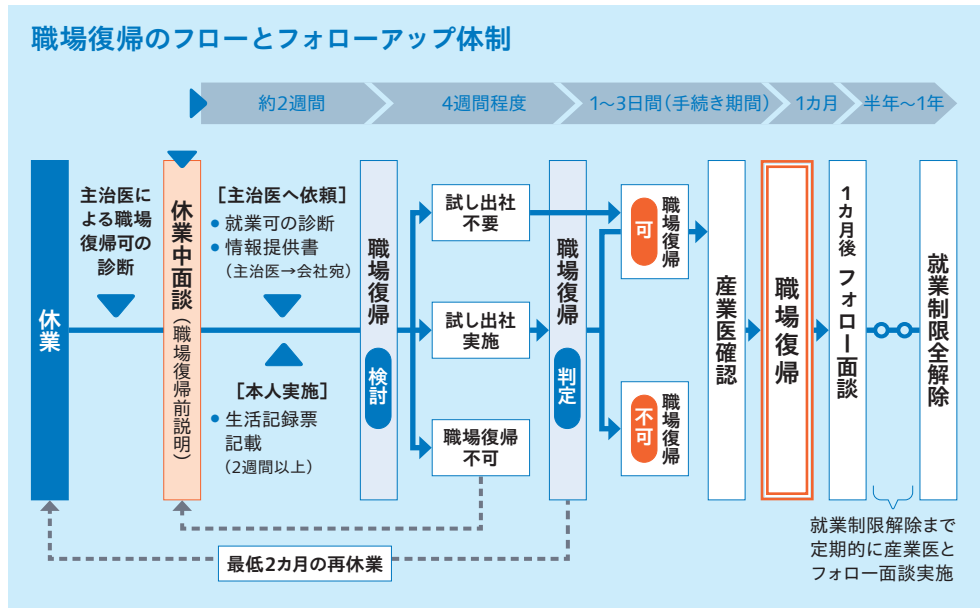 職場復帰のフローとフォローアップ体制
約2週間
4週間程度
1〜3日間（手続き期間）
1カ月
半年〜1年
休業
主治医に
よる職場
復帰可の
診断
休業中面談（職場復帰前説明）
［主治医へ依頼］
● 就業可の診断
● 情報提供書
（主治医→会社宛）
［本人実施］
● 生活記録票
記載
（2週間以上）
職場復帰
検討
試し出社
不要
試し出社
実施
職場復帰
不可
職場復帰
判定
職場復帰
可
職場復帰
不可
産業医確認
職場復帰
1カ月後 フォロー面談
就業制限全解除
最低2カ月の再休業
就業制限解除まで
定期的に産業医と
フォロー面談実施